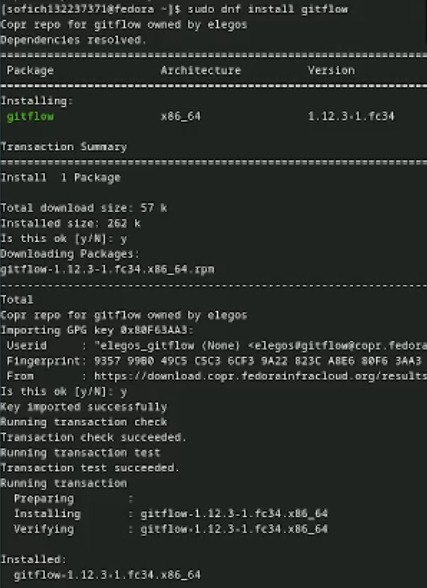 [sofich132237371@fedora ~]$ sudo dnf install gitflow
Copr repo for gitflow owned by elegos
Dependencies resolved.
================================================
Package Architecture Version
================================================
Installing:
gitflow x86_64 1.12.3-1.fc34
Transaction Summary
================================================
Install 1 Package
Total download size: 57 k
Installed size: 262 k
Is this ok [y/N]: y
Downloading Packages:
gitflow-1.12.3-1.fc34.x86_64.rpm
------------------------------------------------
Total
Copr repo for gitflow owned by elegos
Importing GPG key 0x80F63AA3:
Userid : "elegos_gitflow (None) <elegos#gitflow@copr.fedora
Fingerprint: 9357 99B0 49C5 C5C3 6CF3 9A22 823C A8E6 80F6 3AA3
From : https://download.copr.fedorainfracloud.org/results
Is this ok [y/N]: y
Key imported successfully
Running transaction check
Transaction check succeeded.
Running transaction test
Transaction test succeeded.
Running transaction
Preparing :
Installing : gitflow-1.12.3-1.fc34.x86_64
Verifying : gitflow-1.12.3-1.fc34.x86_64
Installed:
gitflow-1.12.3-1.fc34.x86_64